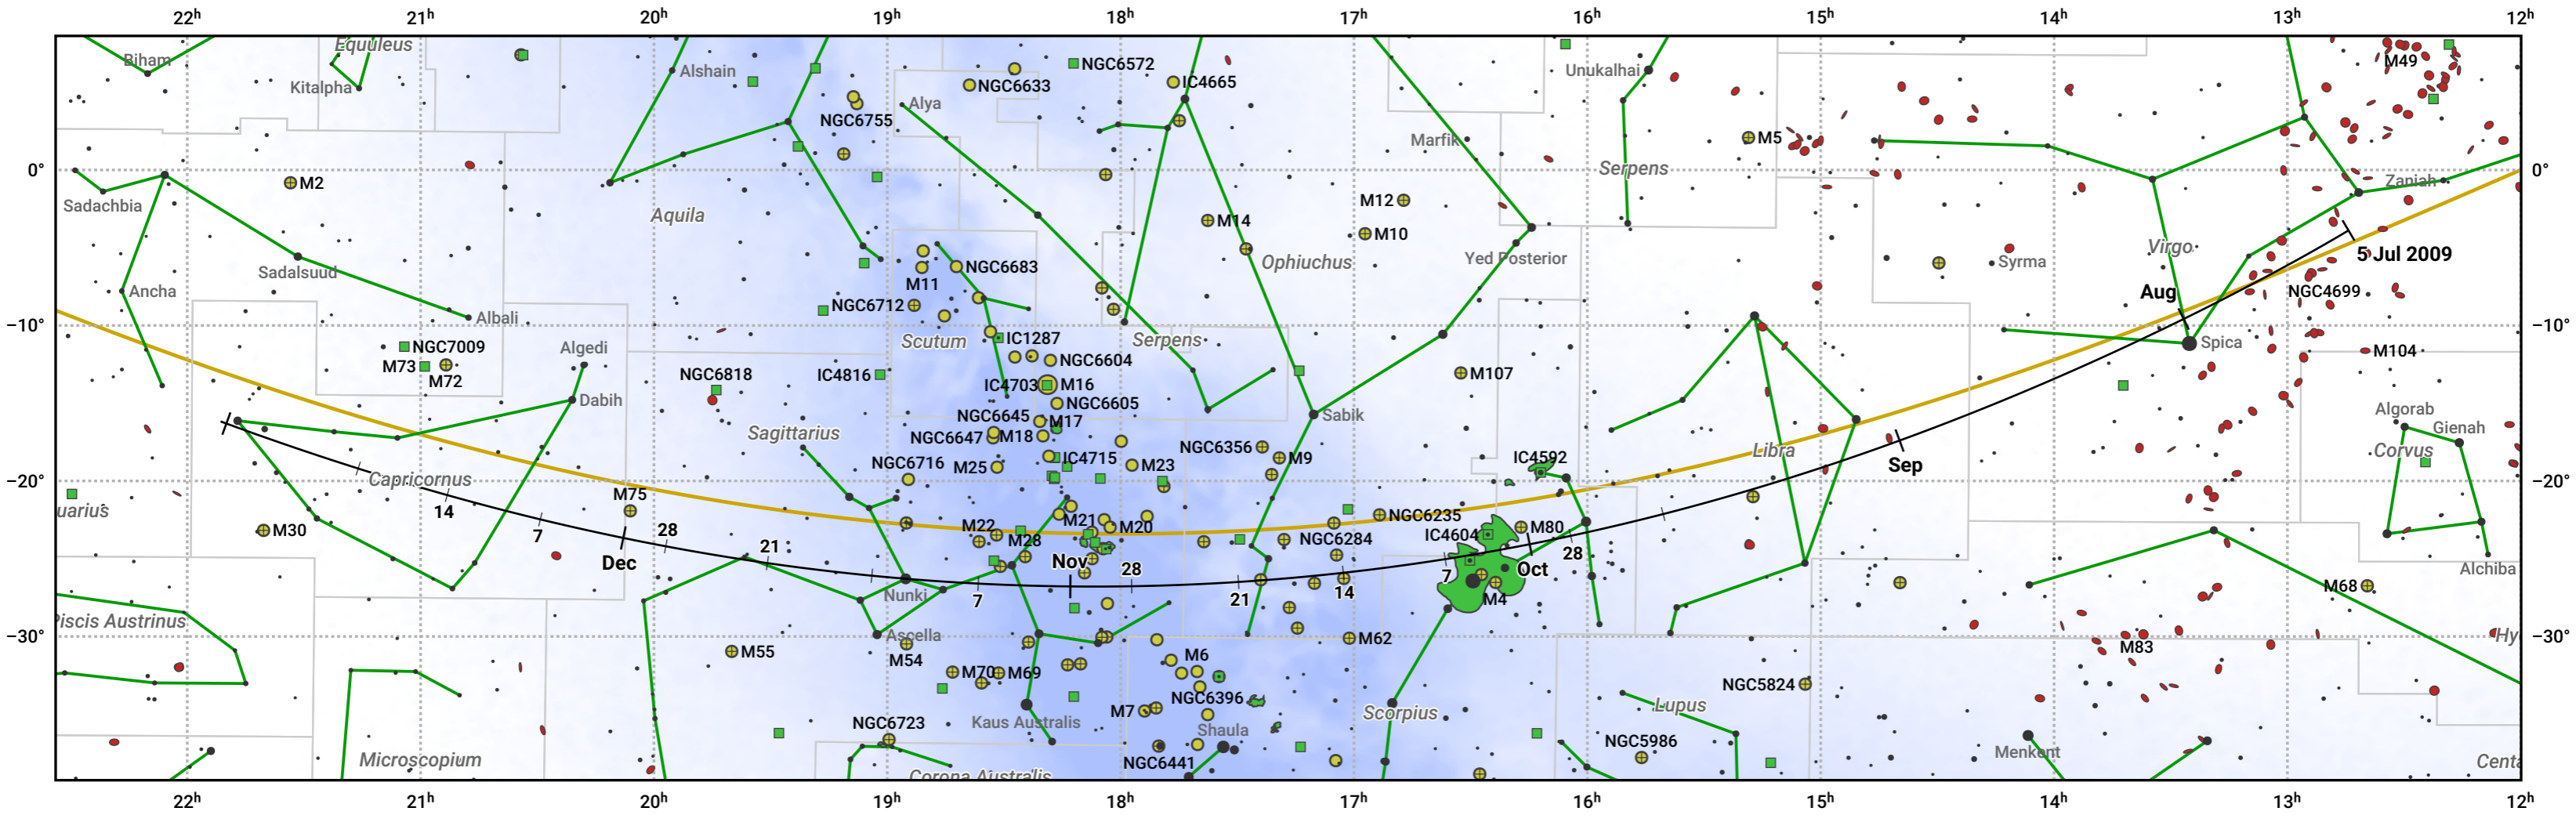 22h 21h 20h 19h 18h 17h 16h 15h 14h 13h 12h
Equuleus
Biham
Kitalpha
Alshain
NGC6633
NGC6572
IC4665
Unukalhai
M49
Alya
NGC6755
Marfik
M5
0°
M2
Serpens
Zaniah
0°
Sadachbia
Aquila
M12
M14
M10
Virgo
Sadalsuud
Ophiuchus
Yed Posterior
Syrma
5 Jul 2009
NGC6683
M11
Ancha
Aug
NGC4699
NGC6712
Albali
−10°
Scutum
IC1287
Serpens
Spica
−10°
NGC7009
Algedi
M73
M72
NGC6604
M104
NGC6818
IC4816
IC4703
M16
M107
Dabih
NGC6605
Sabik
Algorab
NGC6645
M17
Gienah
Sagittarius
NGC6647
M18
NGC6356
Libra
Corvus
NGC6716
M25
IC4715
M23
M9
IC4592
Sep
Capricornus
−20°
M75
−20°
uarius
14
M21
M20
NGC6235
M30
7
28
M22
M28
NGC6284
IC4604
M80
Dec
21
Nov
28
7
Oct
28
Alchiba
Nunki
7
21
14
M4
M68
iscis Austrinus
−30°
Ascella
M62
M83
Hy
−30°
M55
M54
M6
M70
M69
NGC5824
NGC6396
M7
Scorpius
Lupus
NGC6723
Kaus Australis
Shaula
NGC5986
Menkent
Microscopium
NGC6441
Cent
Corona Australis
22h 21h 20h 19h 18h 17h 16h 15h 14h 13h 12h